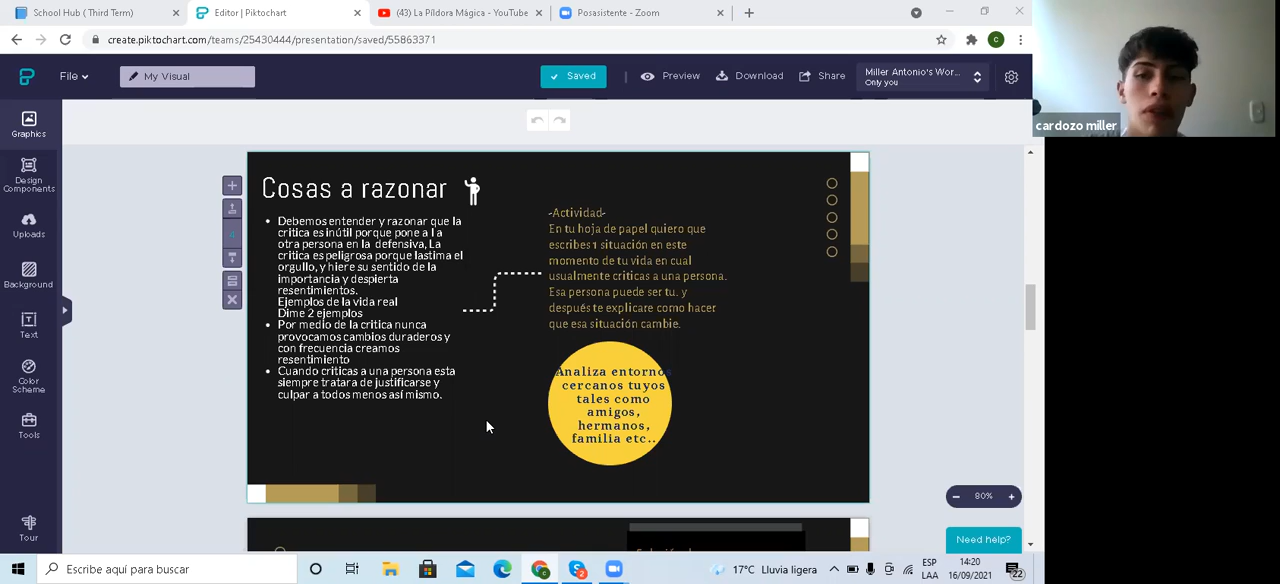 School Hub ( Third Term)
Editor | Piktochart
(43) La Píldora Mágica - YouTube
Posasistente - Zoom
create.piktochart.com/teams/25430444/presentation/saved/55863371
C
File
My Visual
Saved
Preview
Download
Share
Miller Antonio's Wor...
Only you
Graphics
Design
Components
Uploads
Background
Text
Color
Scheme
Tools
Tour
4
Cosas a razonar
Debemos entender y razonar que la
critica es inútil porque pone a la
otra persona en la defensiva, La
critica es peligrosa porque lastima el
orgullo, y hiere su sentido de la
importancia y despierta
resentimientos.
Ejemplos de la vida real
Dime 2 ejemplos
Por medio de la critica nunca
provocamos cambios duraderos y
con frecuencia creamos
resentimiento
Cuando criticas a una persona esta
siempre tratara de justificarse y
culpar a todos menos así mismo.
-Actividad-
En tu hoja de papel quiero que
escribes 1 situación en este
momento de tu vida en cual
usualmente criticas a una persona.
Esa persona puede ser tu. y
después te explicare como hacer
que esa situación cambie.
Analiza entornos
cercanos tuyos
tales como
amigos,
hermanos,
familia etc..
80%
Need help?
cardozo miller
Escribe aquí para buscar
2
17°C Lluvia ligera
ESP
LAA
14:20
16/09/2021
22